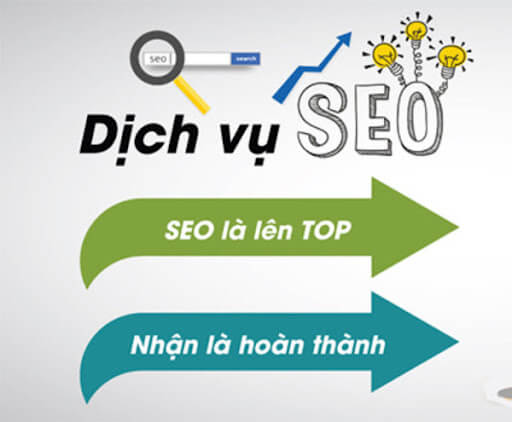 seo search
Dịch vụ SEO
SEO là lên TOP
Nhận là hoàn thành